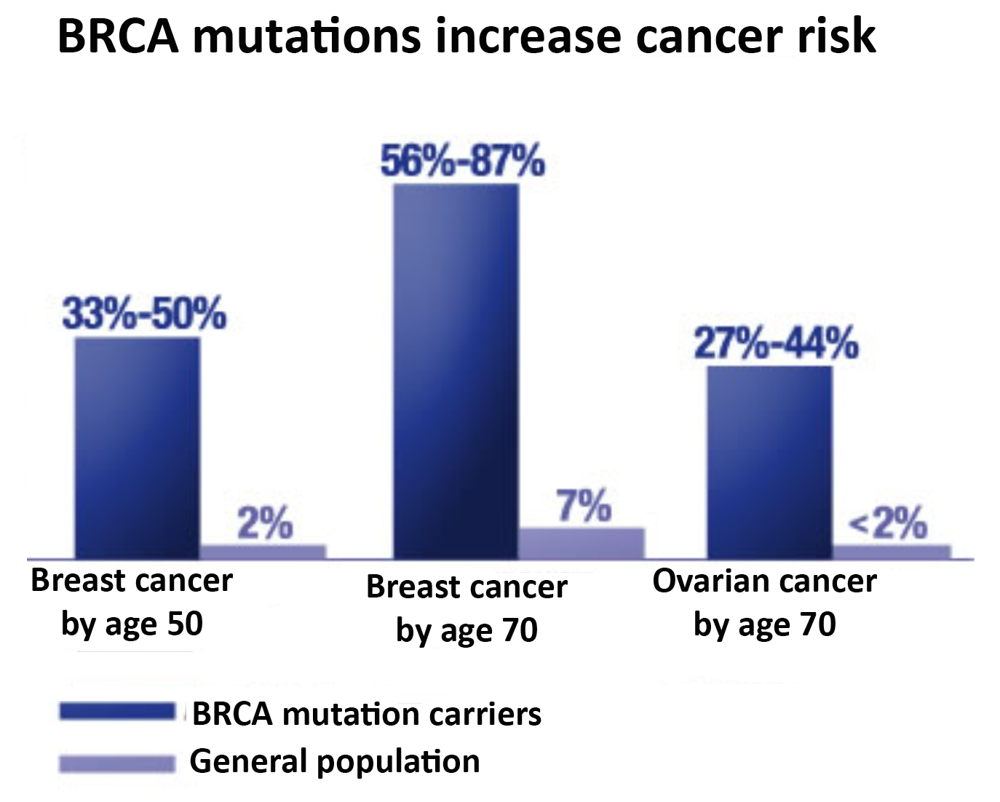 BRCA mutations increase cancer risk
33%-50%
2%
Breast cancer
by age 50
56%-87%
7%
Breast cancer
by age 70
27%-44%
<2%
Ovarian cancer
by age 70
BRCA mutation carriers
General population